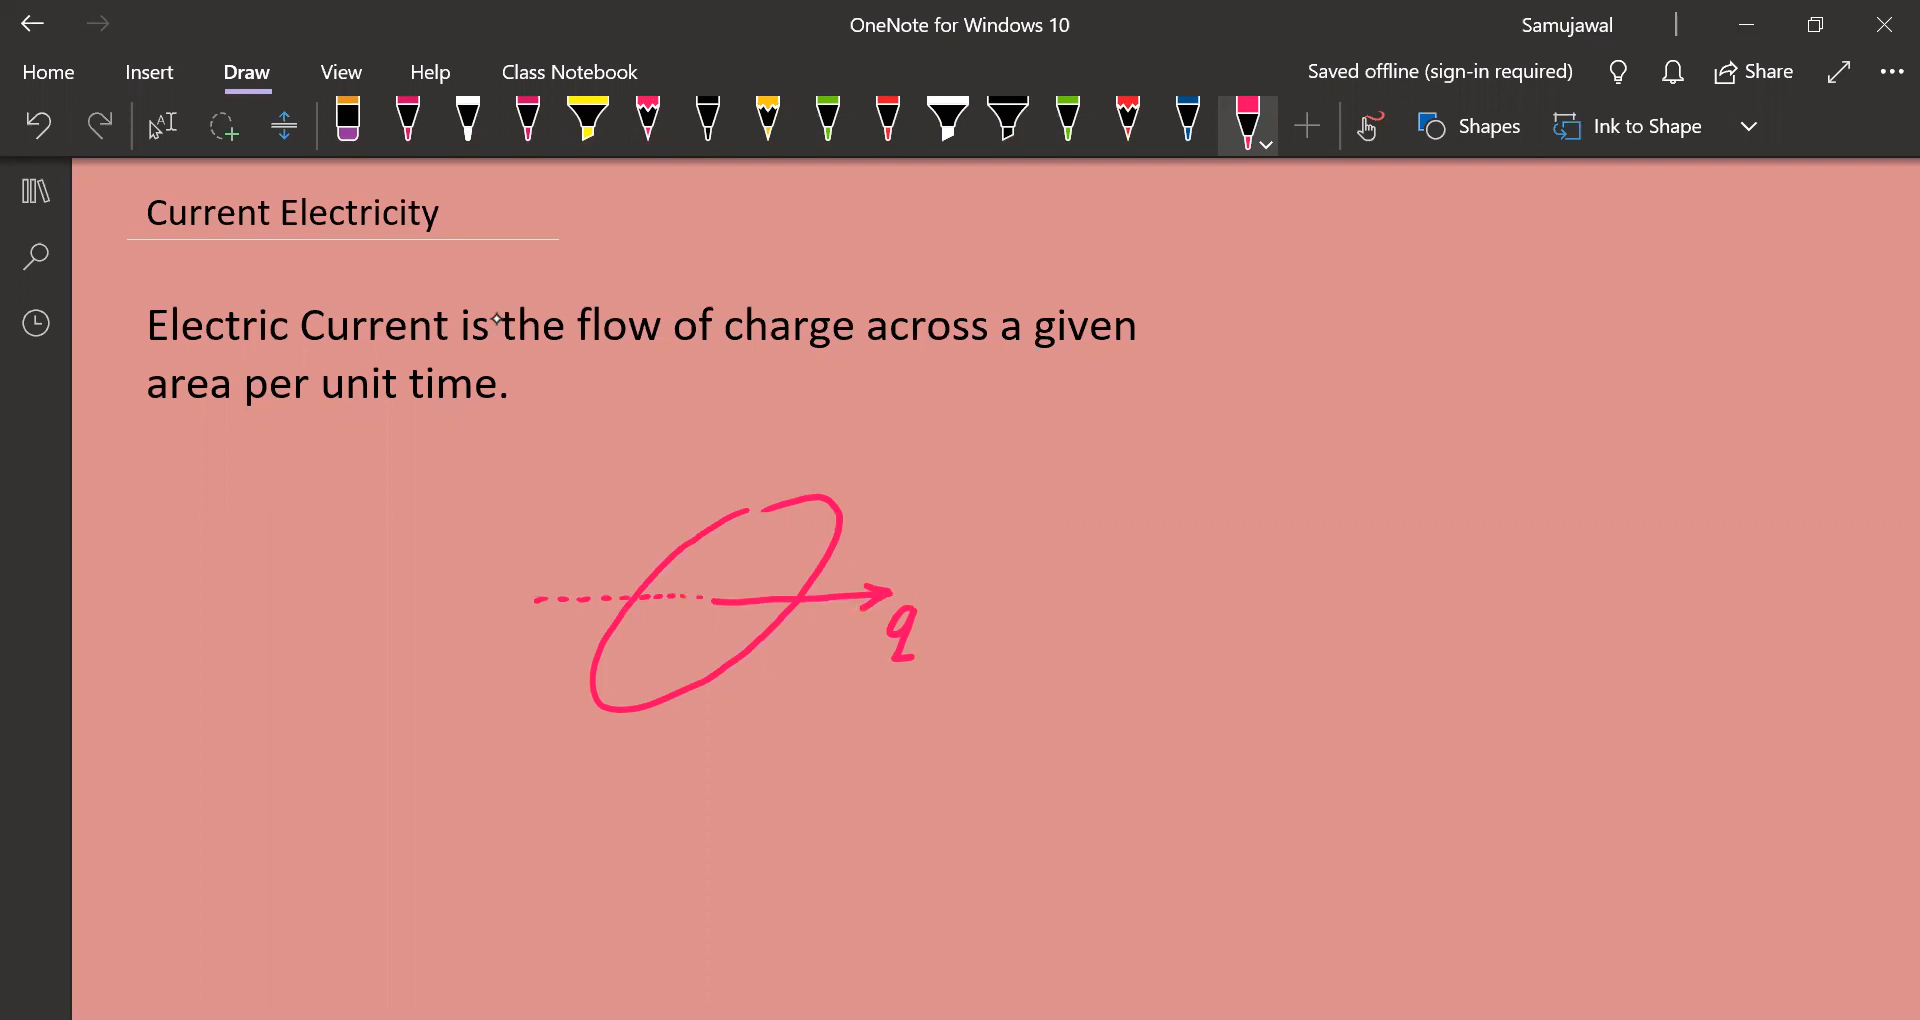 OneNote for Windows 10
Samujawal
Home Insert Draw View Help Class Notebook
Saved offline (sign-in required) Share
Shapes Ink to Shape
Current Electricity
Electric Current is the flow of charge across a given
area per unit time.
q